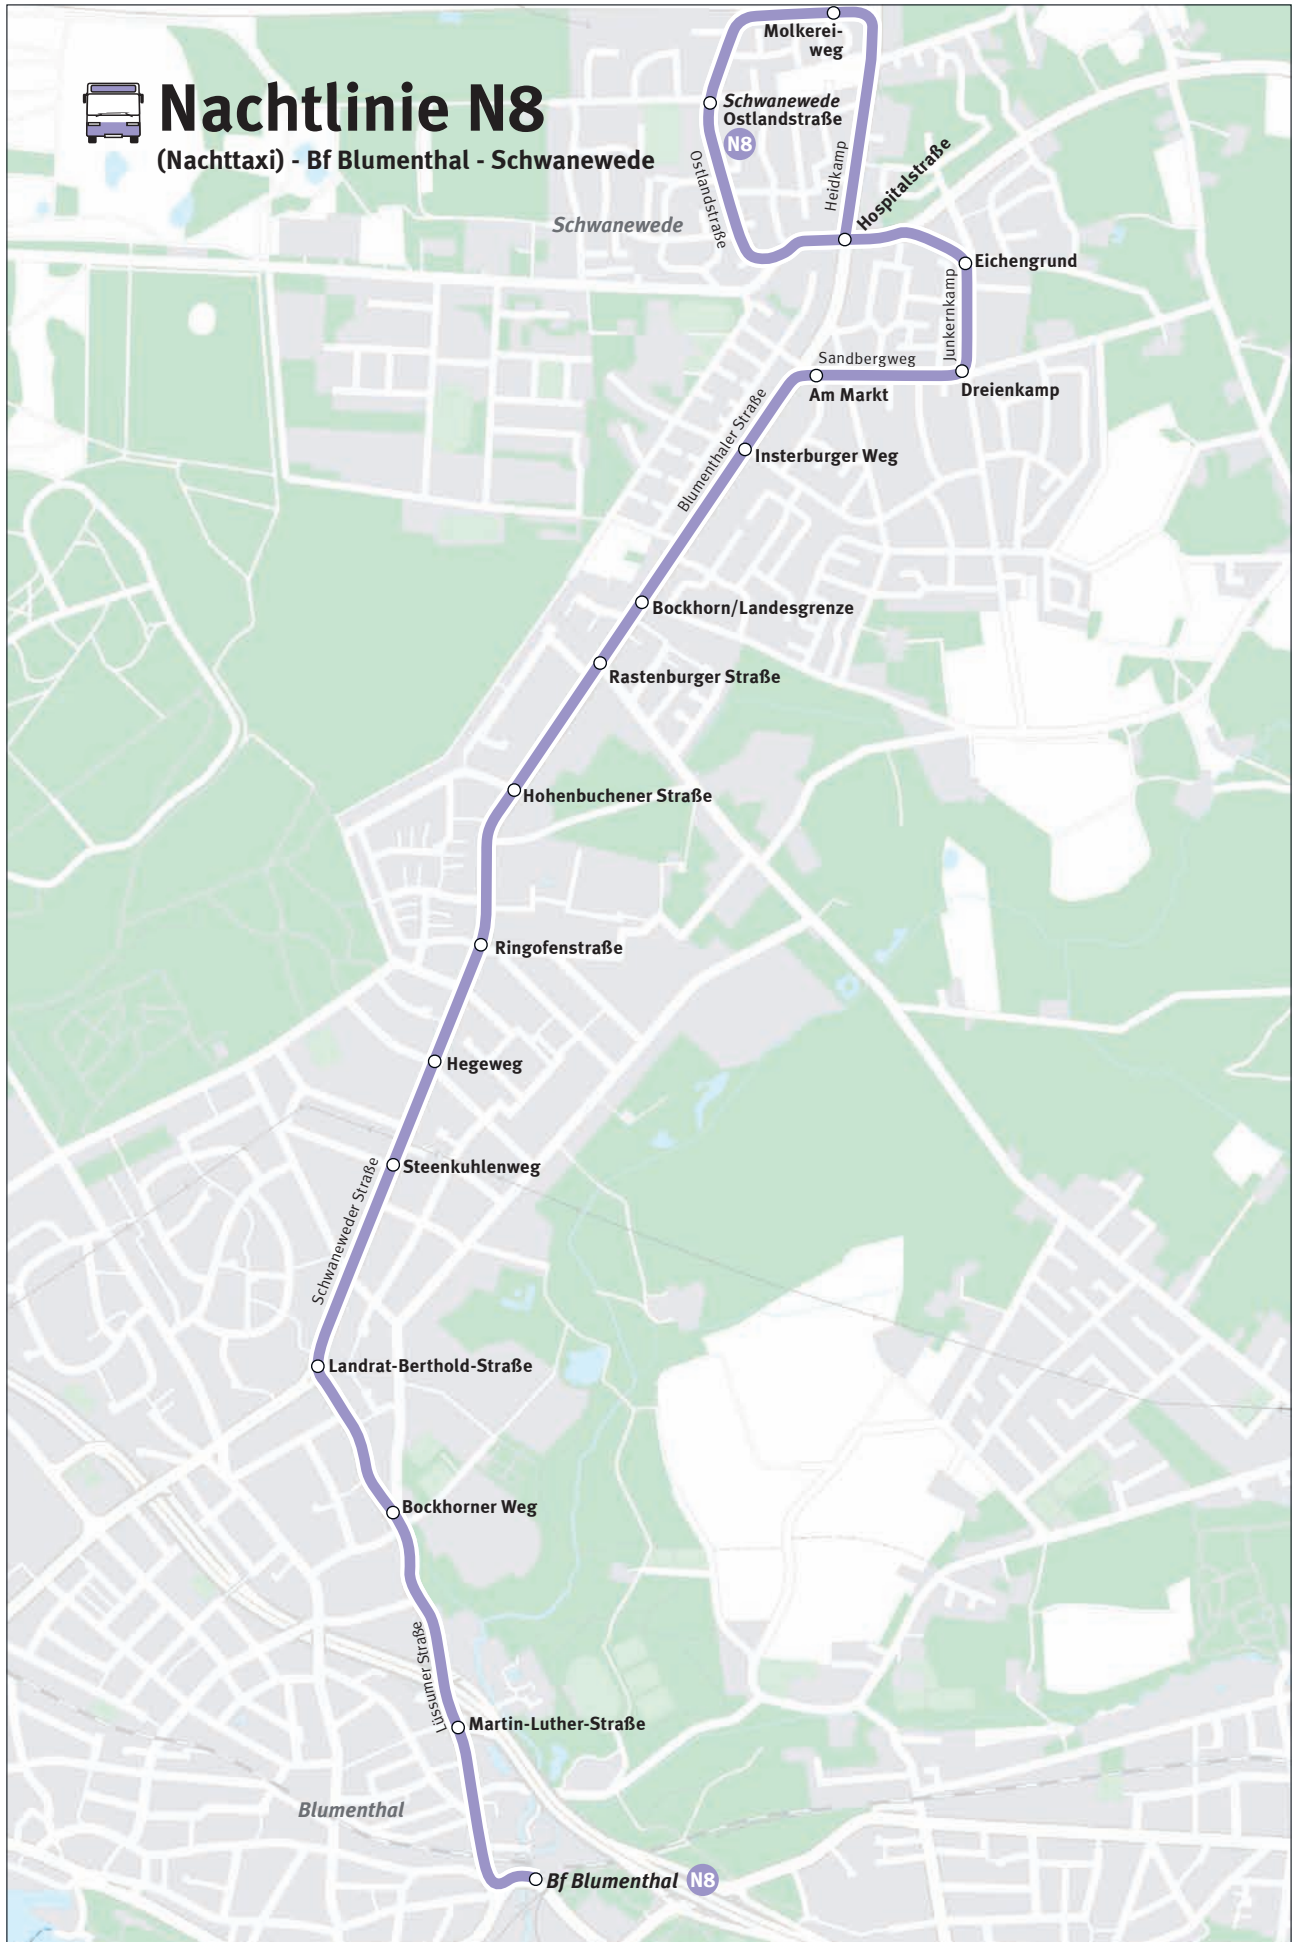 Molkerei-
weg
Nachtlinie N8
(Nachttaxi) - Bf Blumenthal - Schwanewede
Schwanewede
Ostlandstraße
N8
Ostlandstraße
Heidkamp
Hospitalstraße
Schwanewede
Eichengrund
Junkernkamp
Sandbergweg
Dreienkamp
Am Markt
Blumenthaler Straße
Insterburger Weg
Bockhorn/Landesgrenze
Rastenburger Straße
Hohenbuchener Straße
Ringofenstraße
Hegeweg
Steenkuhlenweg
Schwaneweder Straße
Landrat-Berthold-Straße
Bockhorner Weg
Lüssumer Straße
Martin-Luther-Straße
Blumenthal
Bf Blumenthal N8